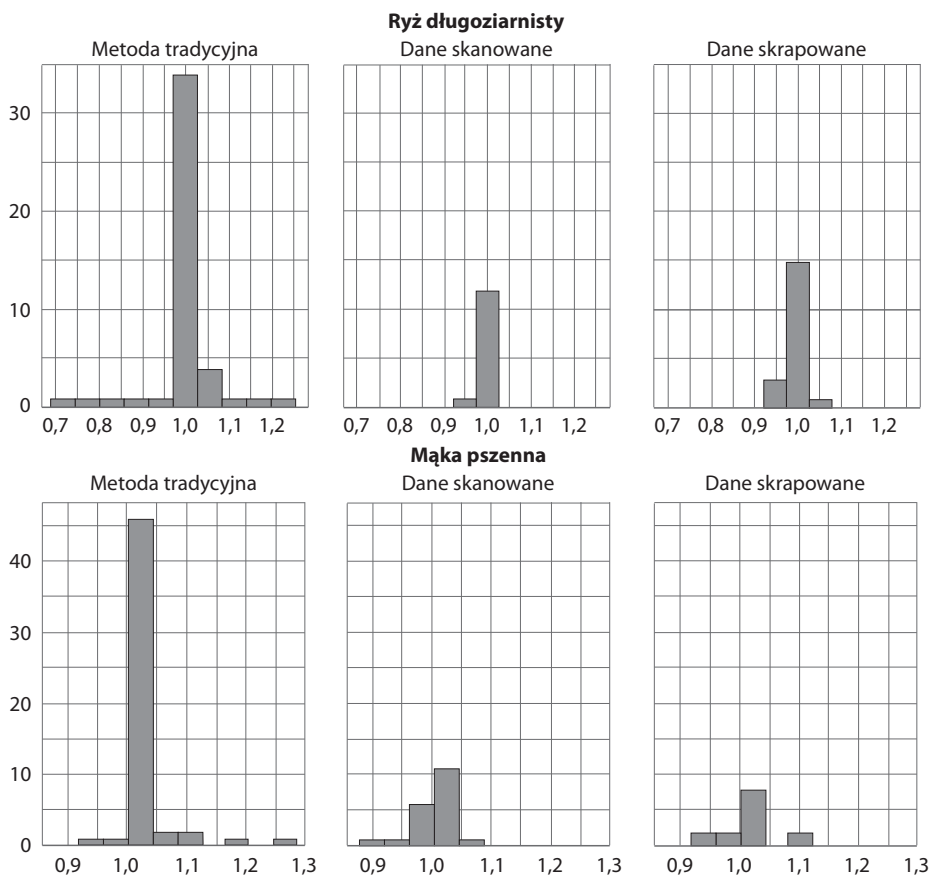 Ryż długoziarnisty
Metoda tradycyjna Dane skanowane Dane skrapowane
30
20
10
0
0,7 0,8 0,9 1,0 1,1 1,2 0,7 0,8 0,9 1,0 1,1 1,2 0,7 0,8 0,9 1,0 1,1 1,2
Mąka pszenna
Metoda tradycyjna Dane skanowane Dane skrapowane
40
30
20
10
0
0,9 1,0 1,1 1,2 1,3 0,9 1,0 1,1 1,2 1,3 0,9 1,0 1,1 1,2 1,3